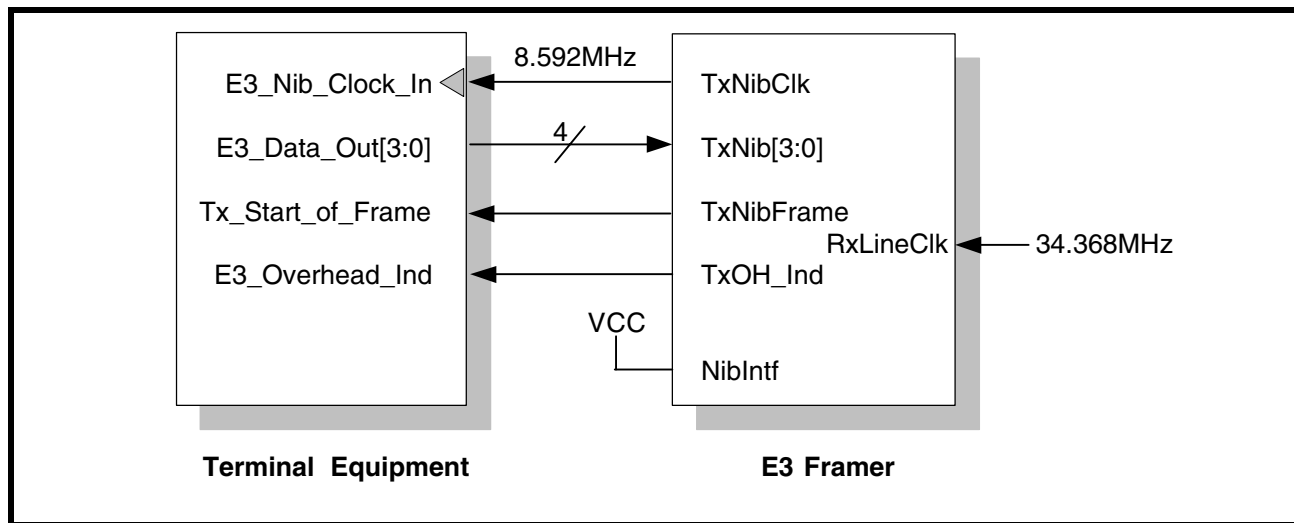 8.592MHz
E3_Nib_Clock_In
TxNibClk
4
E3_Data_Out[3:0]
TxNib[3:0]
Tx_Start_of_Frame
TxNibFrame
RxLineClk
34.368MHz
E3_Overhead_Ind
TxOH_Ind
VCC
NibIntf
Terminal Equipment
E3 Framer